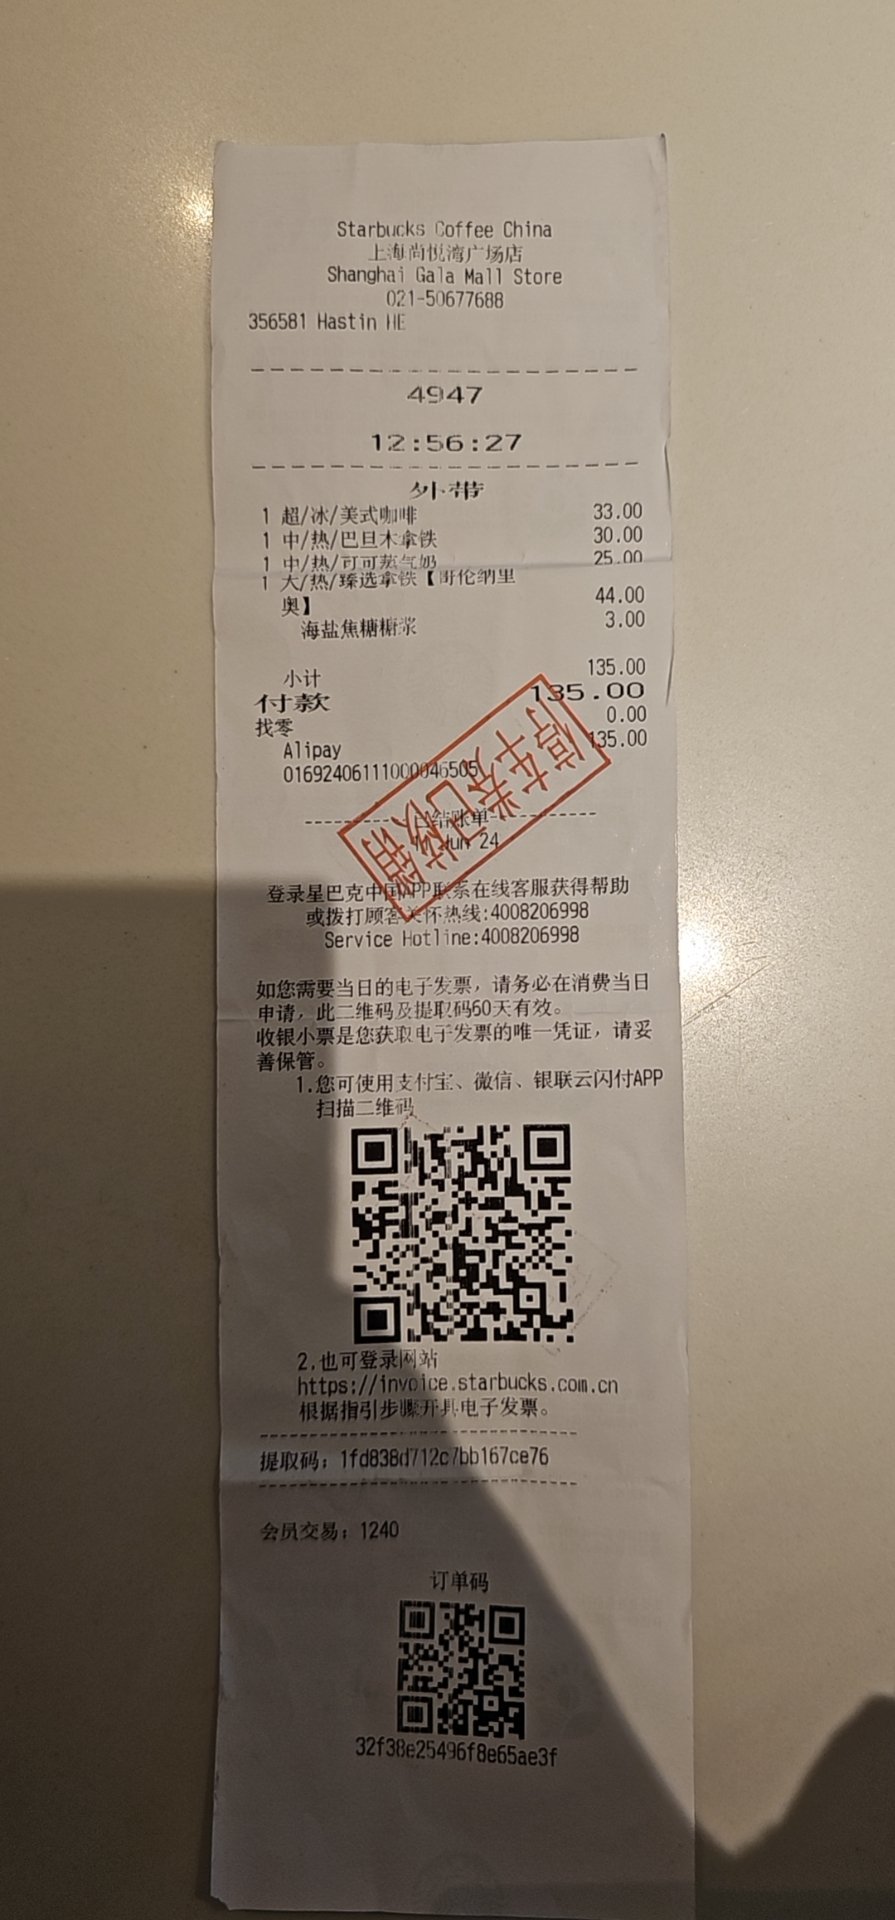 Starbucks Coffee China
上海尚悦湾广场店
Shanghai Gala Mall Store
021-50677688
356581 Hastin HE
4947
12:56:27
外带
1 超/冰/美式咖啡 33.00
1 中/热/巴旦木拿铁 30.00
1 中/热/可可蒸气奶 25.00
1 大/热/臻选拿铁【哥伦纳里
奥】 44.00
海盐焦糖糖浆 3.00
小计 135.00
付款 135.00
找零 0.00
Alipay 135.00
01692406111000046505
已结账单
Jun 24
停车券已核销
登录星巴克中国APP联系在线客服获得帮助
或拨打顾客关怀热线:4008206998
Service Hotline:4008206998
如您需要当日的电子发票，请务必在消费当日
申请，此二维码及提取码60天有效。
收银小票是您获取电子发票的唯一凭证，请妥
善保管。
1.您可使用支付宝、微信、银联云闪付APP
扫描二维码
2.也可登录网站
https://invoice.starbucks.com.cn
根据指引步骤开具电子发票。
提取码：1fd838d712c7bb167ce76
会员交易：1240
订单码
32f38e25496f8e65ae3f